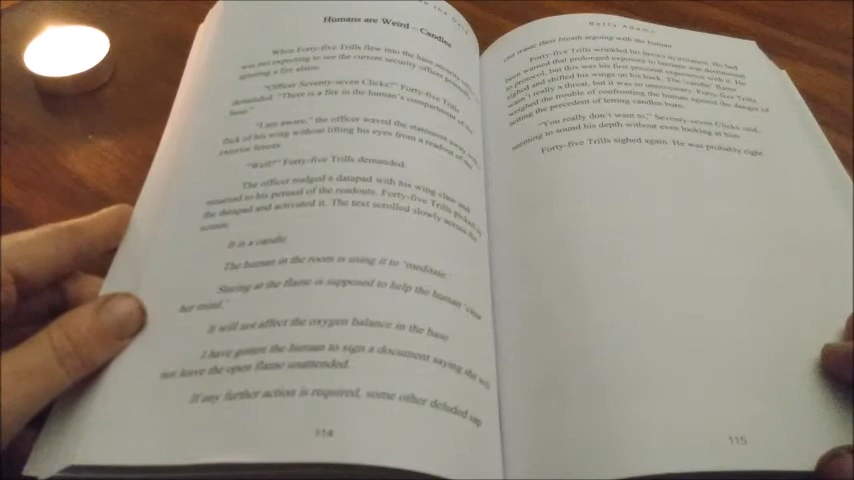 the
Humans are Weird – Candles
When Forty-five Trills flew into the base security
was not expecting to see the current security officer
ignoring a fire alarm.
"Officer Seventy-seven Clicks?" Forty-five Trills
demanded. "There is a fire in the human's compartment of the
base."
"I am aware," the officer waved the statement away with a
flick of his wing without lifting his eyes from a readout of the
exterior fences.
"Well?" Forty-five Trills demanded.
The officer nudged a datapad with his wing claw and
returned to his perusal of the readouts. Forty-five Trills picked
the datapad and activated it. The text scrolled slowly across the
screen
It is a candle
The human in the room is using it to "meditate
Staring at the flame is supposed to help the human 'clear
her mind.'
It will not affect the oxygen balance in the base
I have gotten the human to sign a document saying she will
not leave the open flame unattended.
If any further action is required, some other deluded sap
114
Betty Adams
can waste their breath arguing with the human
Forty-five Trills wrinkled his in irritation. He had
been warned that prolonged exposure to humans was
to protocol, but this was his first personal experience with it. He
sighed and shifted his wings on his back. The 'candle' flame
wasn't really a threat, but it was so unnecessary. Forty-five Trills
weighed the trouble of confronting the human against the dangers of
setting the precedent of letting candles burn.
"You really don't want to," Seventy-seven Clicks said,
seeming to sound his depth without even looking at him.
Forty-five Trills sighed again. He was probably right.
115